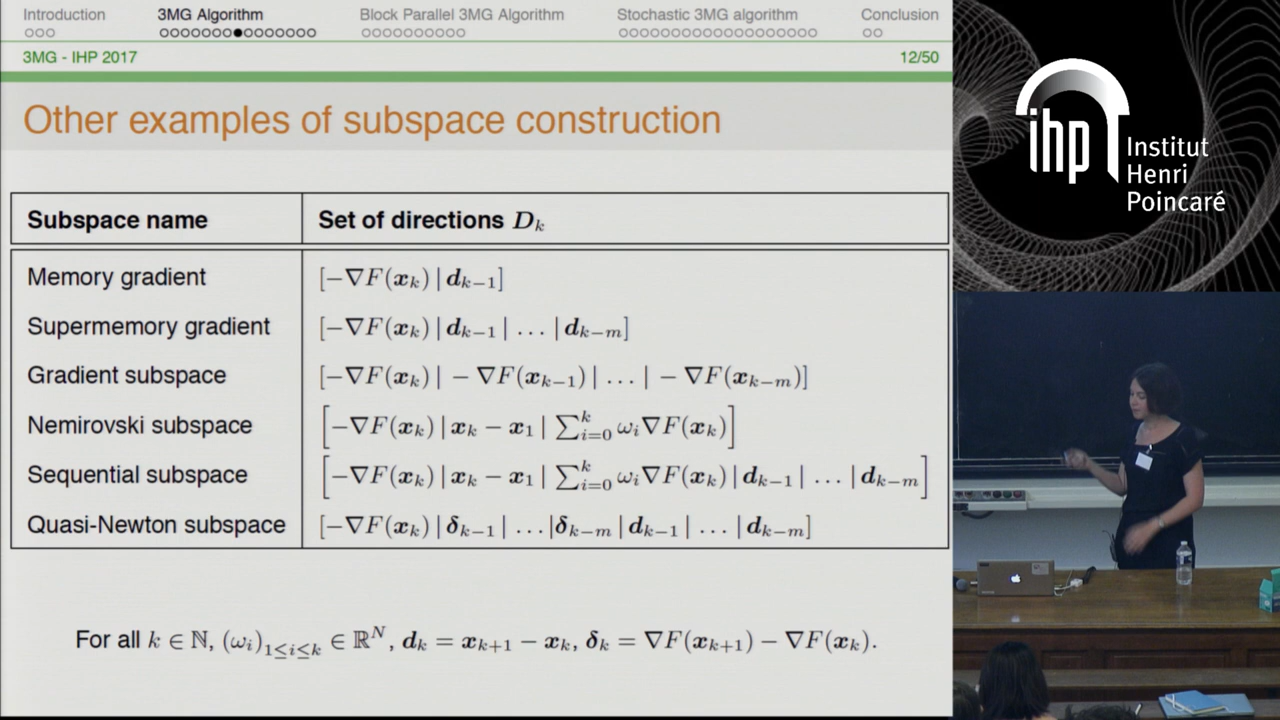 Introduction 3MG Algorithm Block Parallel 3MG Algorithm Stochastic 3MG algorithm Conclusion
3MG - IHP 2017 12/50
Other examples of subspace construction
Subspace name Set of directions D_k
Memory gradient [−∇F(x_k) | d_{k−1}]
Supermemory gradient [−∇F(x_k) | d_{k−1} | … | d_{k−m}]
Gradient subspace [−∇F(x_k) | −∇F(x_{k−1}) | … | −∇F(x_{k−m})]
Nemirovski subspace [−∇F(x_k) | x_k − x_1 | ∑_{i=0}^{k} ω_i∇F(x_k)]
Sequential subspace [−∇F(x_k) | x_k − x_1 | ∑_{i=0}^{k} ω_i∇F(x_k) | d_{k−1} | … | d_{k−m}]
Quasi-Newton subspace [−∇F(x_k) | δ_{k−1} | … | δ_{k−m} | d_{k−1} | … | d_{k−m}]
For all k ∈ ℕ, (ω_i)_{1≤i≤k} ∈ ℝ^N, d_k = x_{k+1} − x_k, δ_k = ∇F(x_{k+1}) − ∇F(x_k).
ihp
Institut
Henri
Poincaré